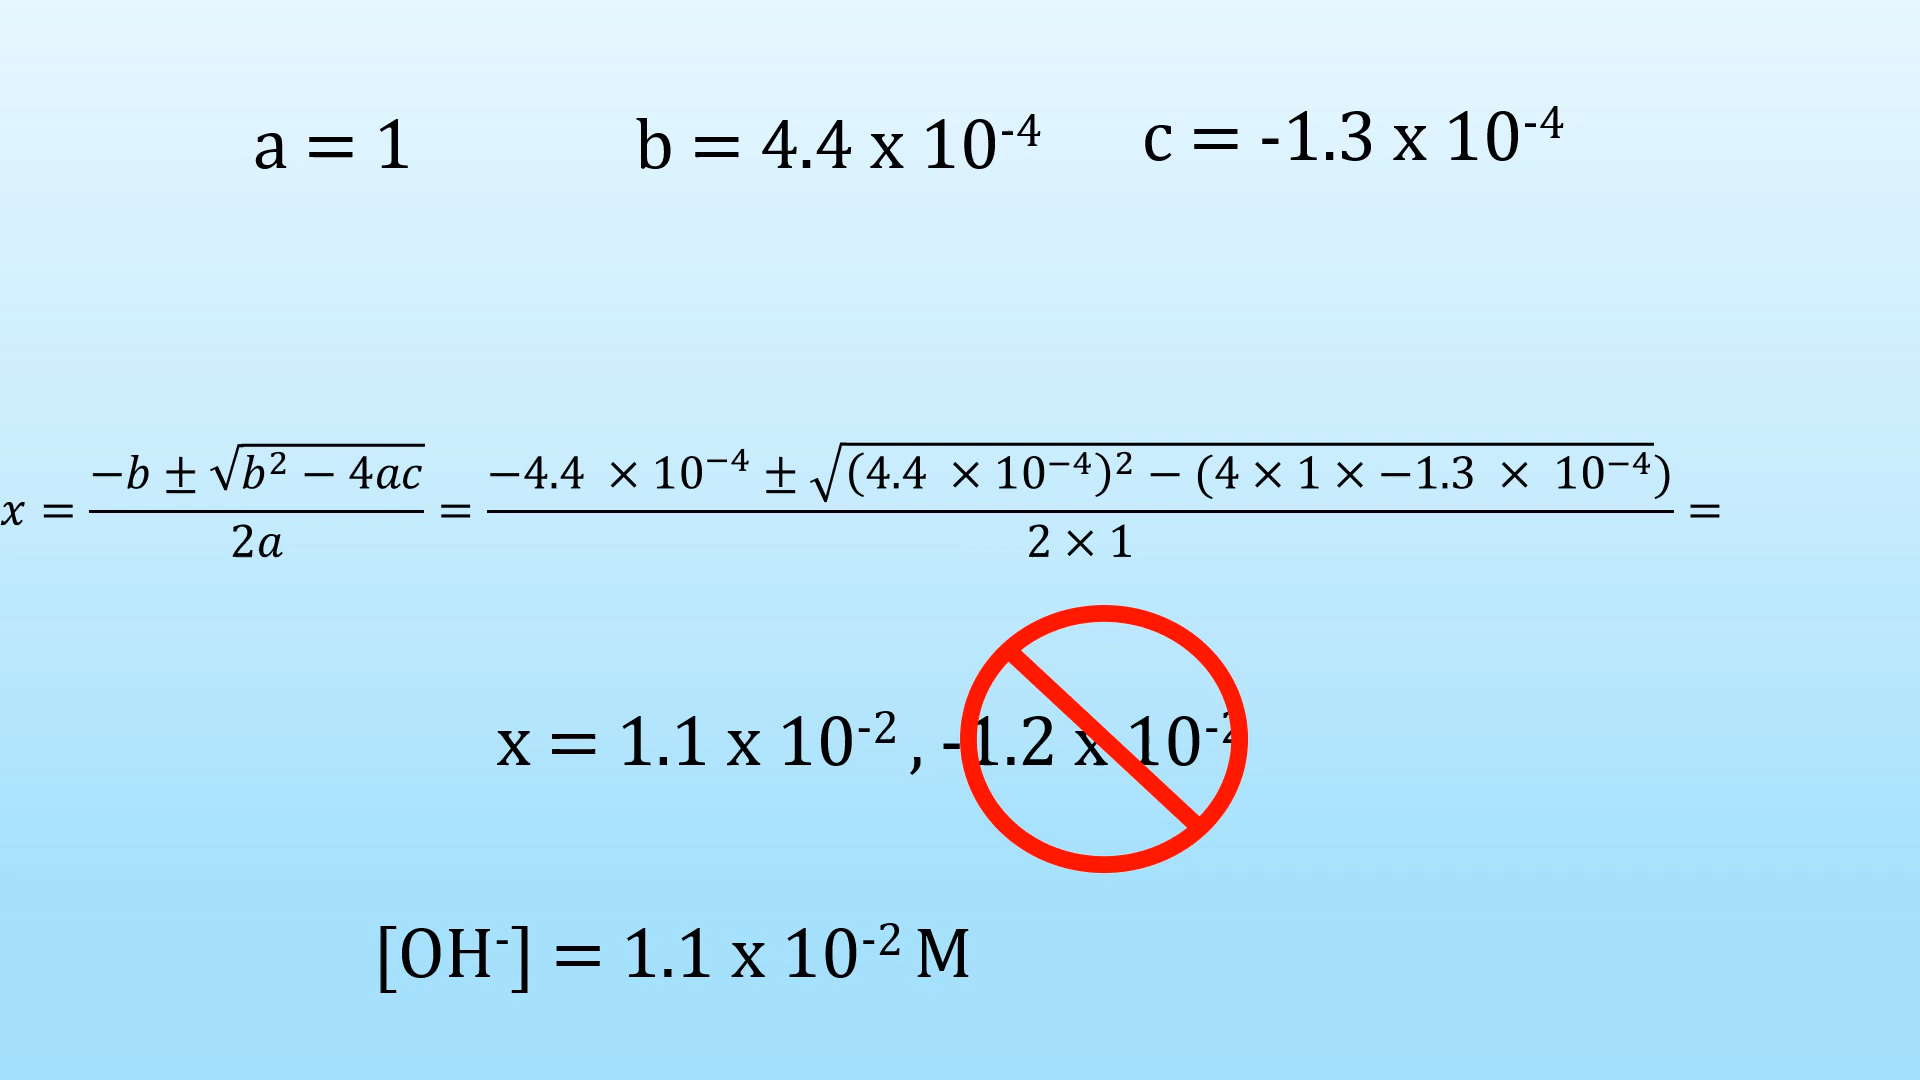 a = 1 b = 4.4 x 10⁻⁴ c = -1.3 x 10⁻⁴
x = (−b ± √(b² − 4ac))/(2a) = (−4.4 × 10⁻⁴ ± √((4.4 × 10⁻⁴)² − (4 × 1 × −1.3 × 10⁻⁴)))/(2 × 1) =
x = 1.1 x 10⁻² , -1.2 x 10⁻²
[OH⁻] = 1.1 x 10⁻² M